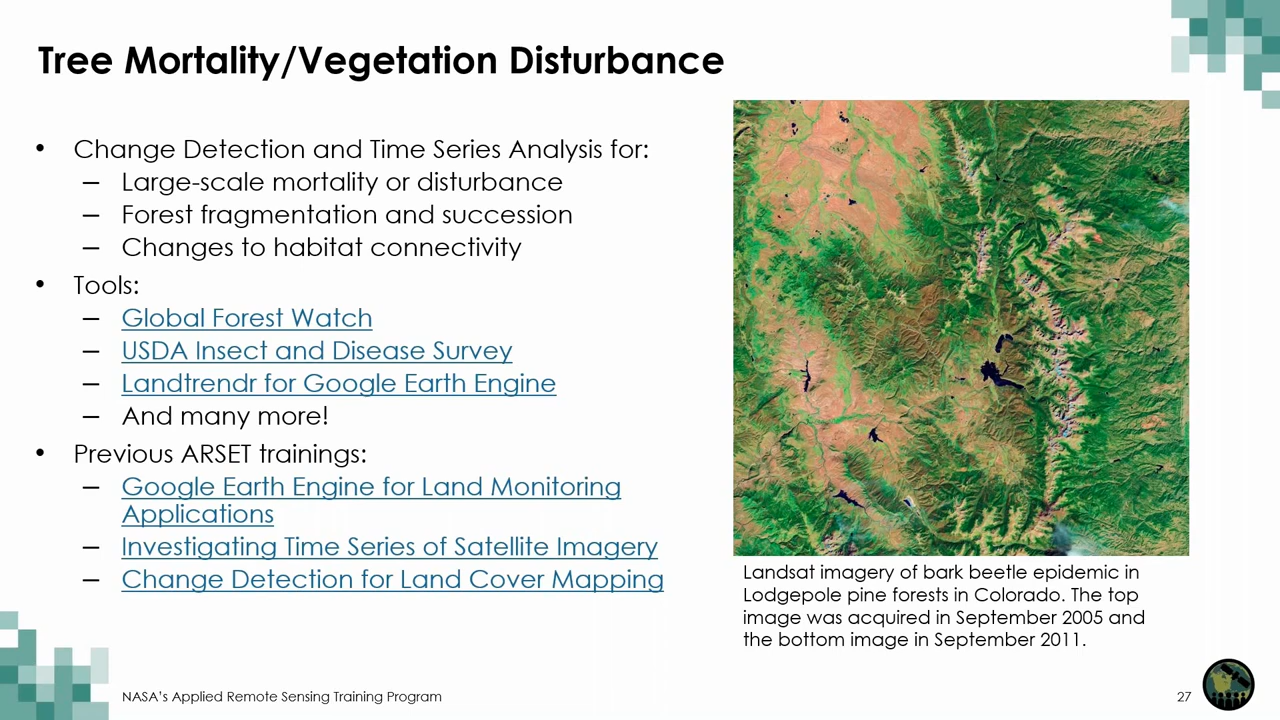 Tree Mortality/Vegetation Disturbance
• Change Detection and Time Series Analysis for:
– Large-scale mortality or disturbance
– Forest fragmentation and succession
– Changes to habitat connectivity
• Tools:
– Global Forest Watch
– USDA Insect and Disease Survey
– Landtrendr for Google Earth Engine
– And many more!
• Previous ARSET trainings:
– Google Earth Engine for Land Monitoring
Applications
– Investigating Time Series of Satellite Imagery
– Change Detection for Land Cover Mapping
Landsat imagery of bark beetle epidemic in
Lodgepole pine forests in Colorado. The top
image was acquired in September 2005 and
the bottom image in September 2011.
NASA's Applied Remote Sensing Training Program
27